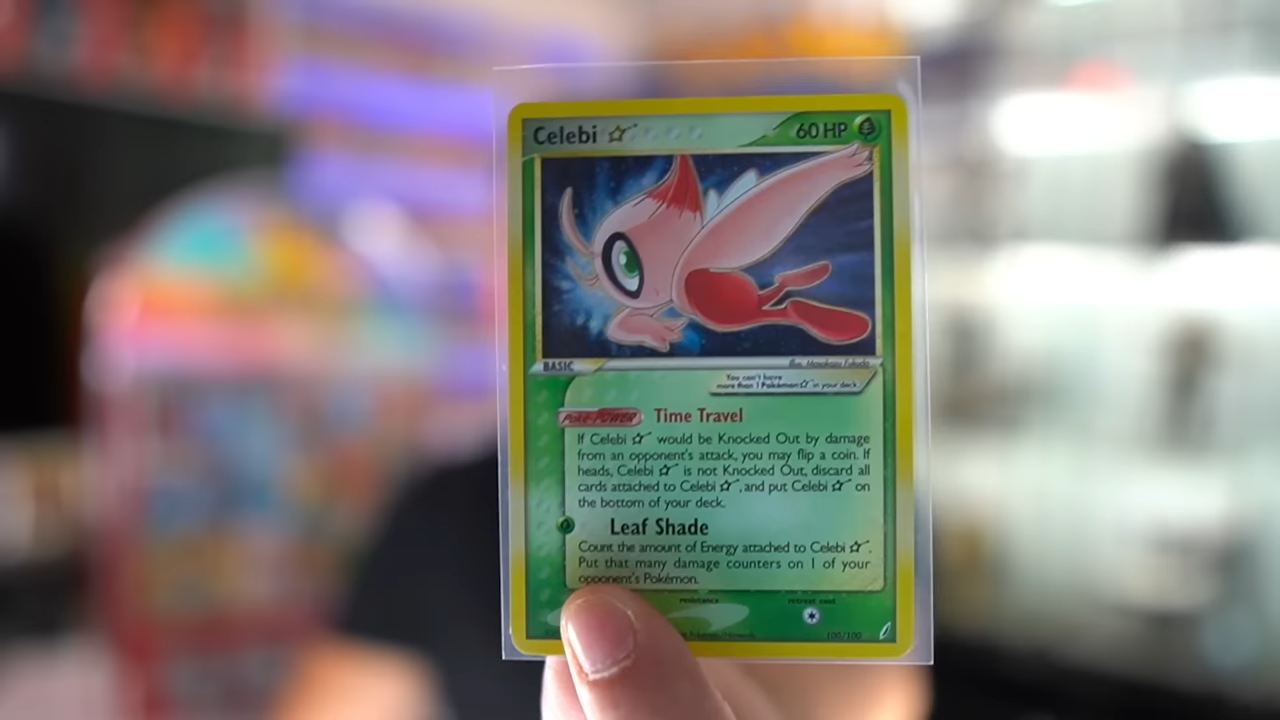 Celebi ☆ 60 HP
BASIC
Illus. Masakazu Fukuda
You can't have
more than 1 Pokémon ☆ in your deck.
POKé-POWER Time Travel
If Celebi ☆ would be Knocked Out by damage
from an opponent's attack, you may flip a coin. If
heads, Celebi ☆ is not Knocked Out, discard all
cards attached to Celebi ☆, and put Celebi ☆ on
the bottom of your deck.
Leaf Shade
Count the amount of Energy attached to Celebi ☆.
Put that many damage counters on 1 of your
opponent's Pokémon.
resistance retreat cost
Pokémon/Nintendo 100/100